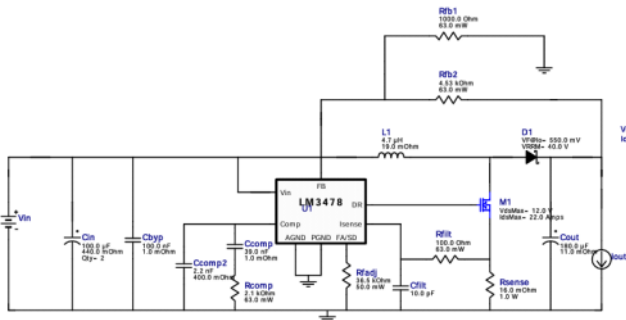 Rfb1
1000.0 Ohm
63.0 mW
Rfb2
4.53 kOhm
63.0 mW
L1
4.7 µH
19.0 mOhm
D1
VF@Io= 550.0 mV
VRRM= 40.0 V
V
Ic
FB
Vin
LM3478
U1
DR
Comp
Isense
AGND PGND FA/SD
M1
VdsMax= 12.0 V
IdsMax= 22.0 Amps
Vin
Cin
100.0 µF
440.0 mOhm
Qty= 2
Cbyp
100.0 nF
1.0 mOhm
Ccomp2
2.2 nF
400.0 mOhm
Ccomp
39.0 nF
1.0 mOhm
Rcomp
2.1 kOhm
63.0 mW
Rfadj
36.5 kOhm
50.0 mW
Rfilt
100.0 Ohm
63.0 mW
Cfilt
10.0 pF
Rsense
16.0 mOhm
1.0 W
Cout
180.0 µF
11.0 mOhm
Iout